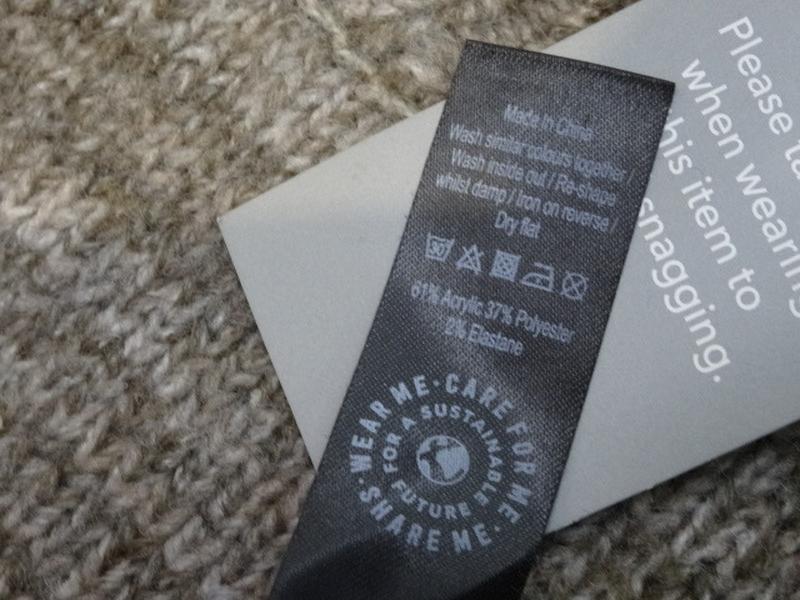 Made in China
Wash similar colours together /
Wash inside out / Re-shape
whilst damp / Iron on reverse /
Dry flat
30
61% Acrylic 37% Polyester
2% Elastane
WEAR ME · CARE FOR ME · SHARE ME ·
FOR A SUSTAINABLE FUTURE
Please
when wearing
this item to
snagging.